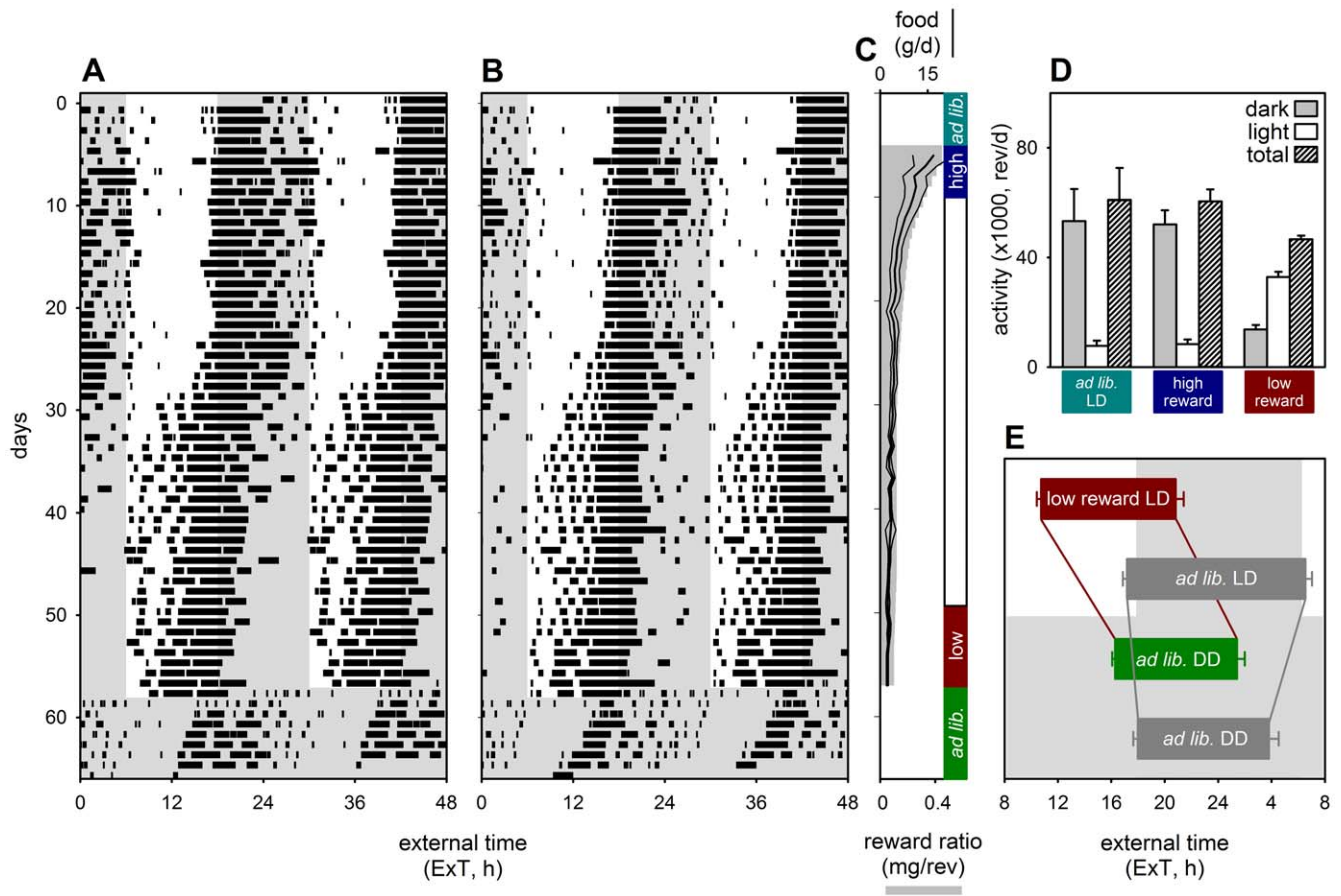 food
(g/d)
A
B
C
D
0 15
0
10
20
30
40
50
60
days
ad lib.
high
low
ad lib.
0 12 24 36 48
0 12 24 36 48
external time
(ExT, h)
0 0.4
reward ratio
(mg/rev)
activity (x1000, rev/d)
80
40
0
dark
light
total
ad lib.
LD
high
reward
low
reward
E
low reward LD
ad lib. LD
ad lib. DD
ad lib. DD
8 12 16 20 24 4 8
external time
(ExT, h)